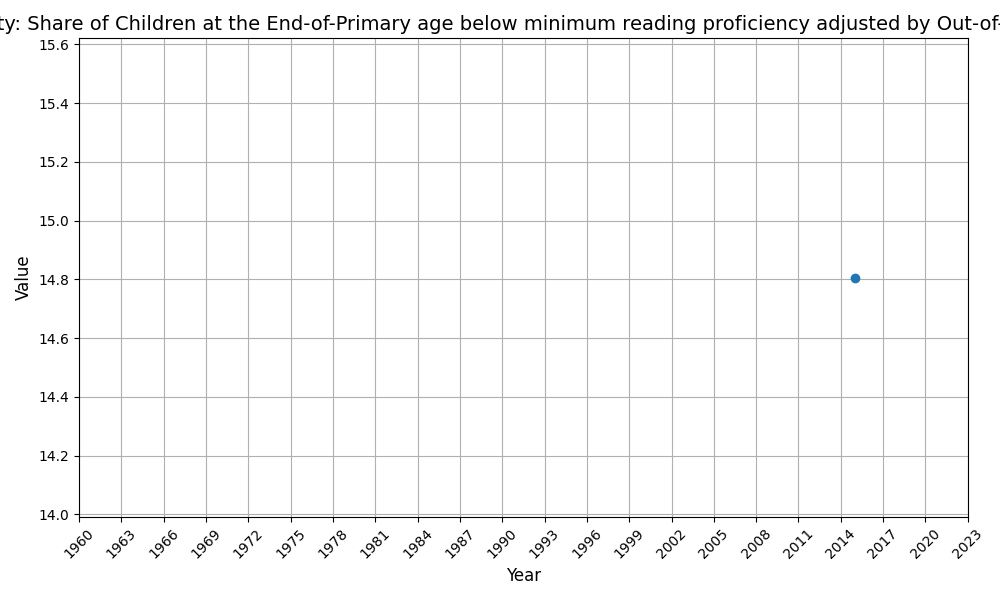 ty: Share of Children at the End-of-Primary age below minimum reading proficiency adjusted by Out-of-
15.6
15.4
15.2
15.0
14.8
14.6
14.4
14.2
14.0
Value
1960 1963 1966 1969 1972 1975 1978 1981 1984 1987 1990 1993 1996 1999 2002 2005 2008 2011 2014 2017 2020 2023
Year